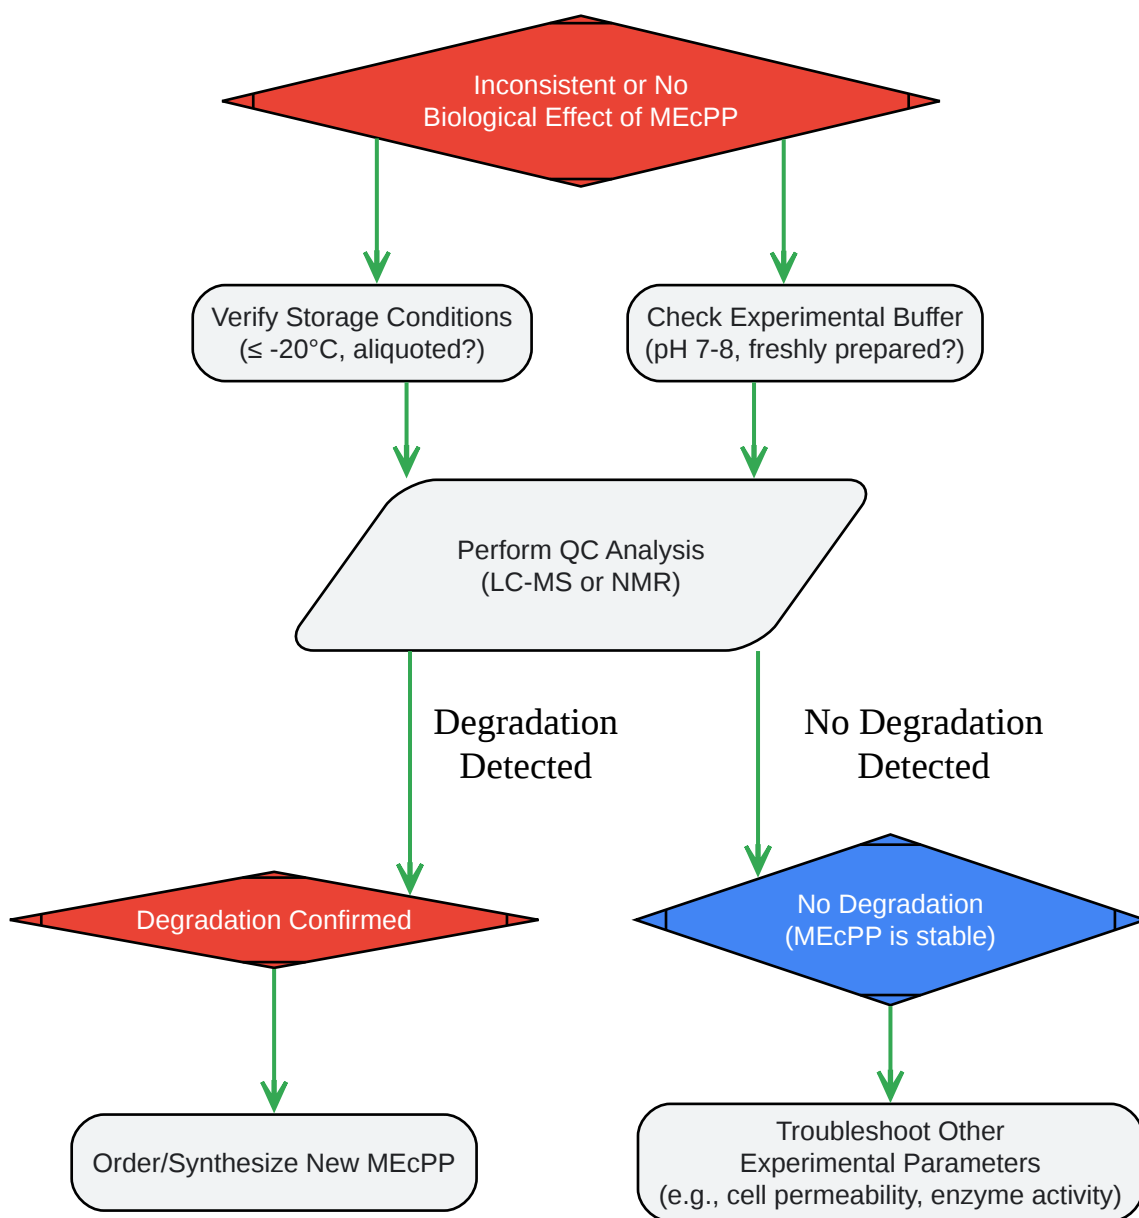 Inconsistent or No
Biological Effect of MEcPP
Verify Storage Conditions
(≤ -20°C, aliquoted?)
Check Experimental Buffer
(pH 7-8, freshly prepared?)
Perform QC Analysis
(LC-MS or NMR)
Degradation
Detected
No Degradation
Detected
Degradation Confirmed
No Degradation
(MEcPP is stable)
Order/Synthesize New MEcPP
Troubleshoot Other
Experimental Parameters
(e.g., cell permeability, enzyme activity)